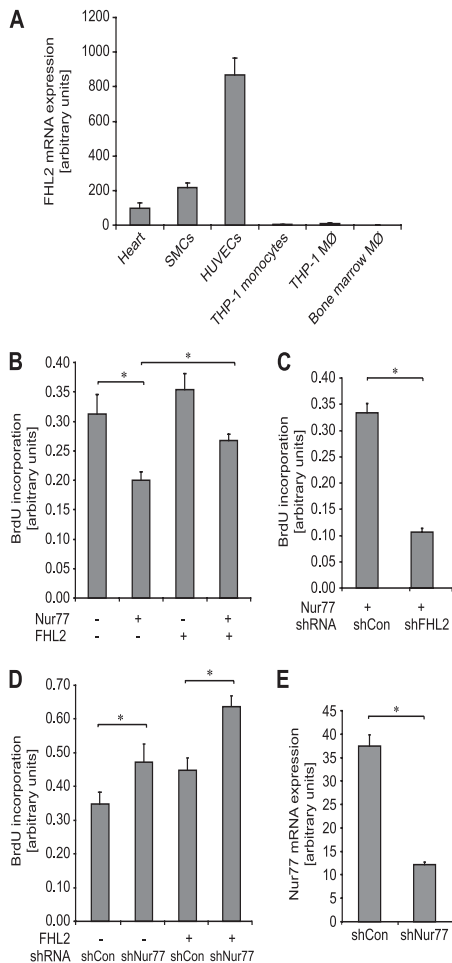 A
FHL2 mRNA expression
[arbitrary units]
1200
1000
800
600
400
200
0
Heart
SMCs
HUVECs
THP-1 monocytes
THP-1 MØ
Bone marrow MØ
B
BrdU incorporation
[arbitrary units]
0.40
0.35
0.30
0.25
0.20
0.15
0.10
0.05
0.00
*
*
Nur77 - + - +
FHL2 - - + +
C
BrdU incorporation
[arbitrary units]
0.40
0.35
0.30
0.25
0.20
0.15
0.10
0.05
0.00
*
Nur77 + +
shRNA shCon shFHL2
D
BrdU incorporation
[arbitrary units]
0.70
0.60
0.50
0.40
0.30
0.20
0.10
0.00
*
*
FHL2 - - + +
shRNA shCon shNur77 shCon shNur77
E
Nur77 mRNA expression
[arbitrary units]
45
40
35
30
25
20
15
10
5
0
*
shCon shNur77